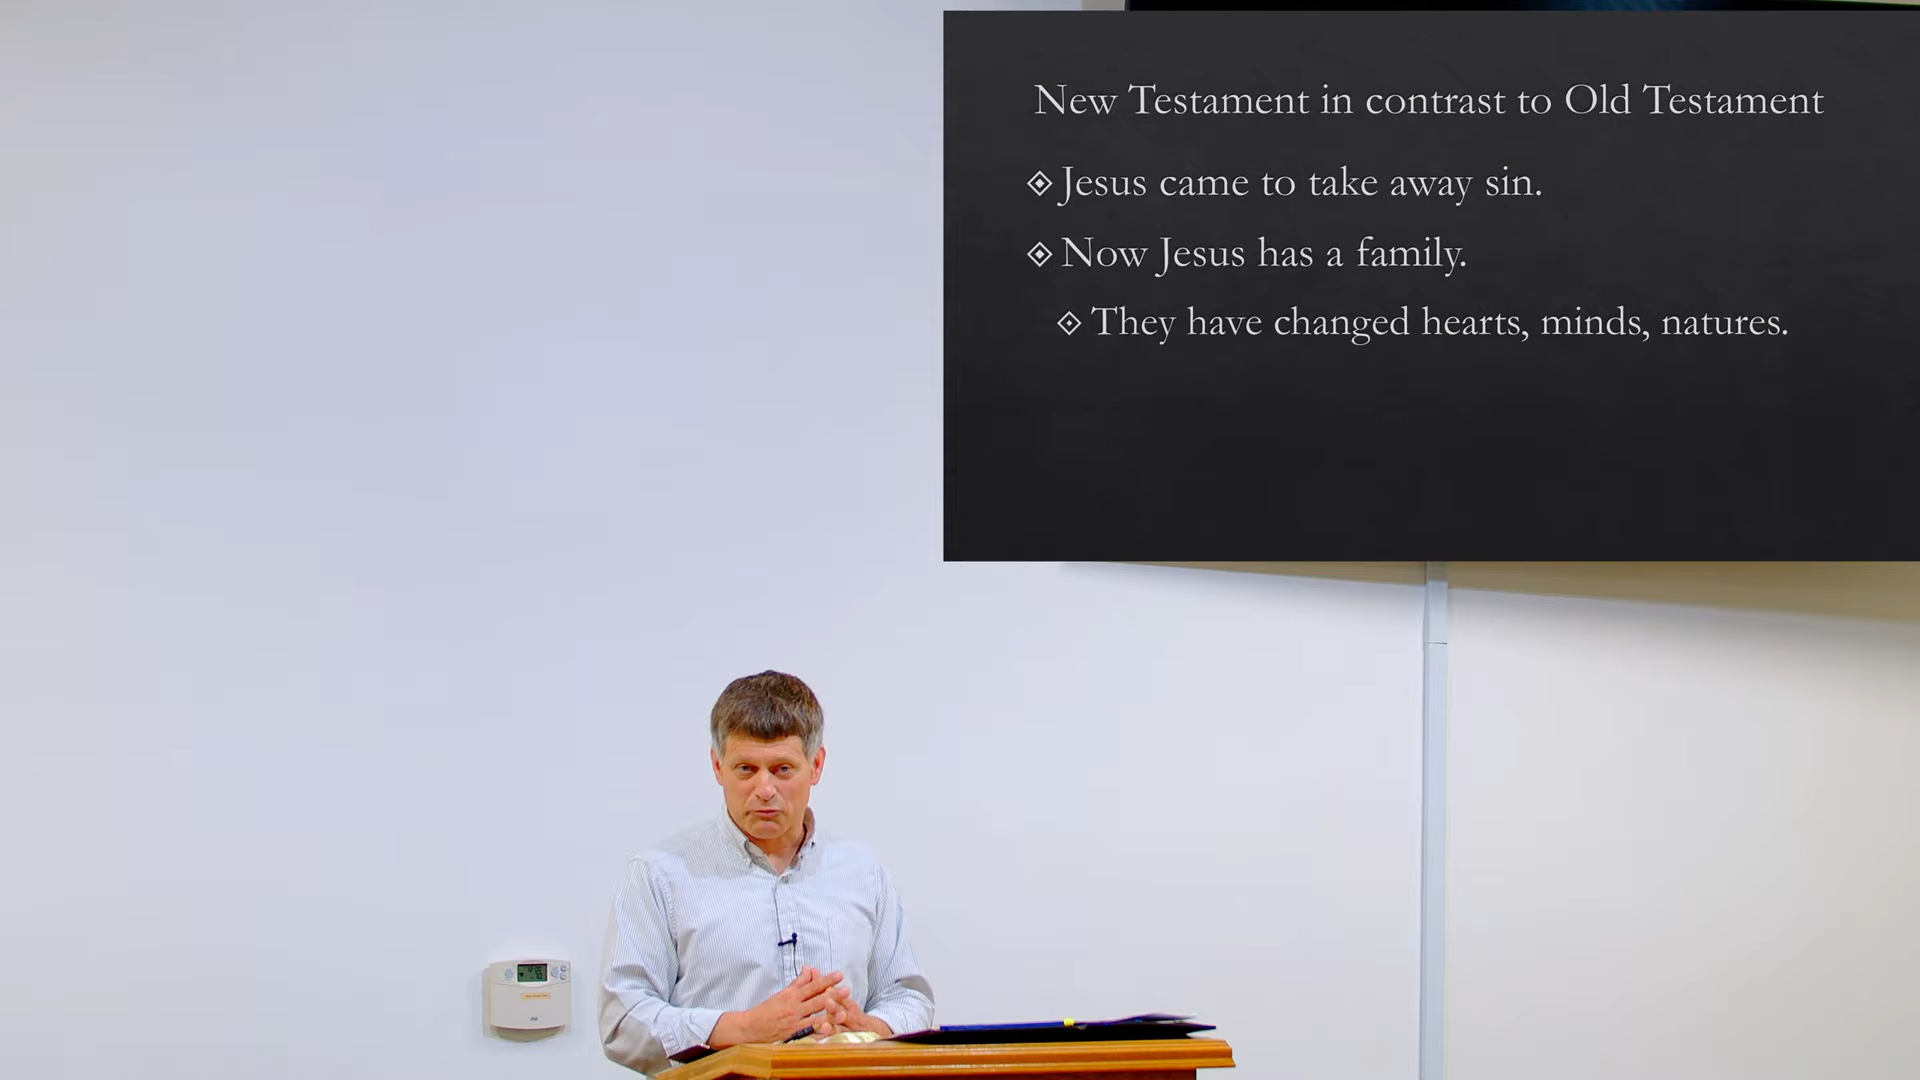 New Testament in contrast to Old Testament
Jesus came to take away sin.
Now Jesus has a family.
They have changed hearts, minds, natures.